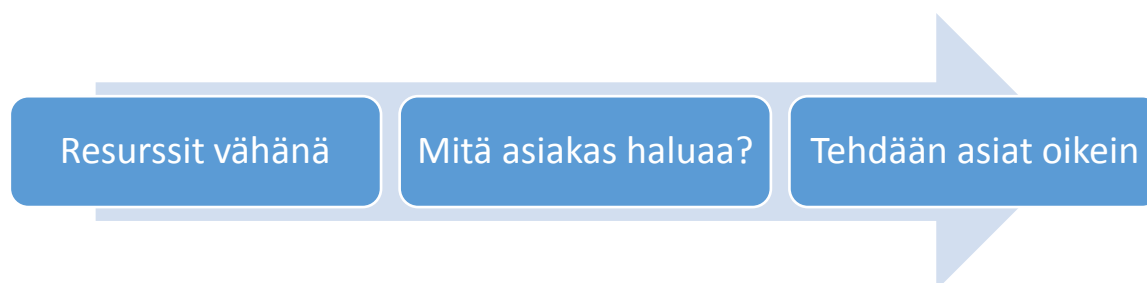 Resurssit vähänä
Mitä asiakas haluaa?
Tehdään asiat oikein